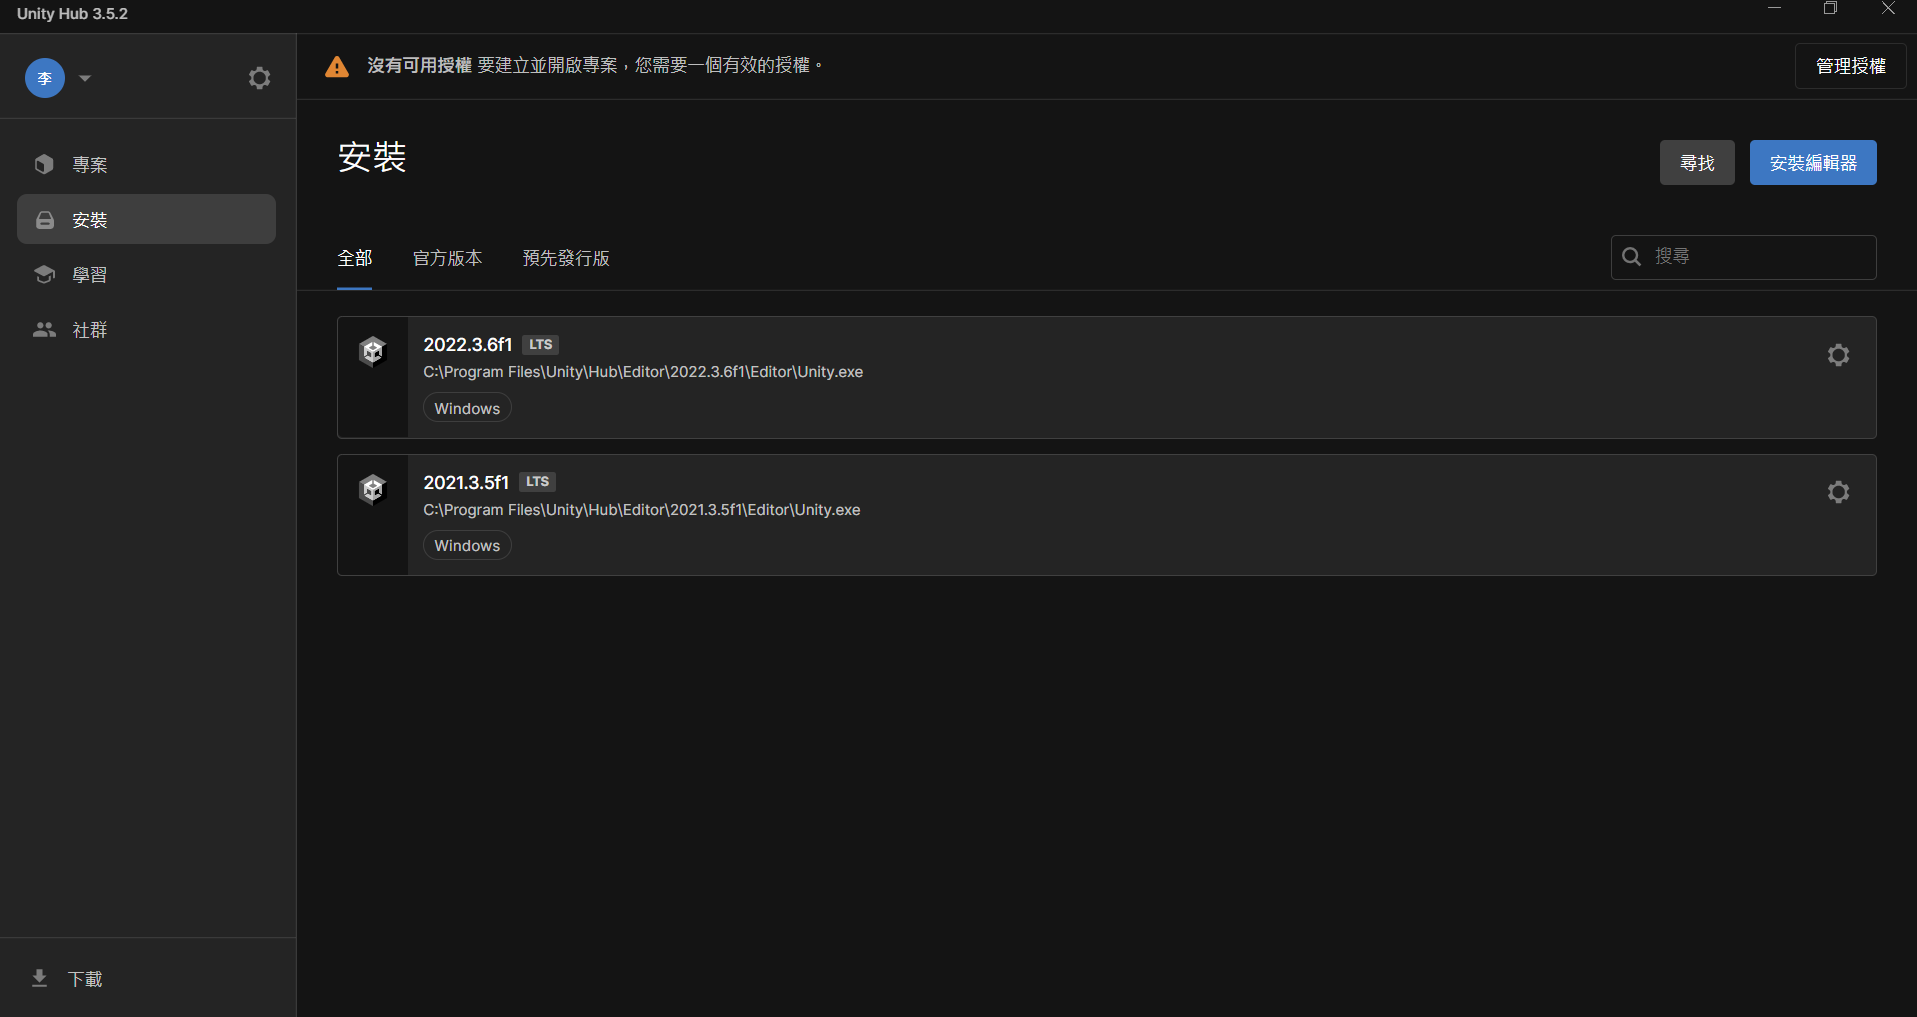 Unity Hub 3.5.2
李
沒有可用授權 要建立並開啟專案，您需要一個有效的授權。
管理授權
專案
安裝
學習
社群
下載
安裝
尋找
安裝編輯器
全部
官方版本
預先發行版
搜尋
2022.3.6f1 LTS
C:\Program Files\Unity\Hub\Editor\2022.3.6f1\Editor\Unity.exe
Windows
2021.3.5f1 LTS
C:\Program Files\Unity\Hub\Editor\2021.3.5f1\Editor\Unity.exe
Windows